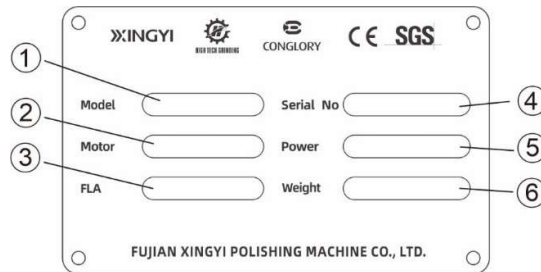 XINGYI HIGH TECH GRINDING CONGLORY CE SGS
① Model ④ Serial No
② Motor ⑤ Power
③ FLA ⑥ Weight
FUJIAN XINGYI POLISHING MACHINE CO., LTD.